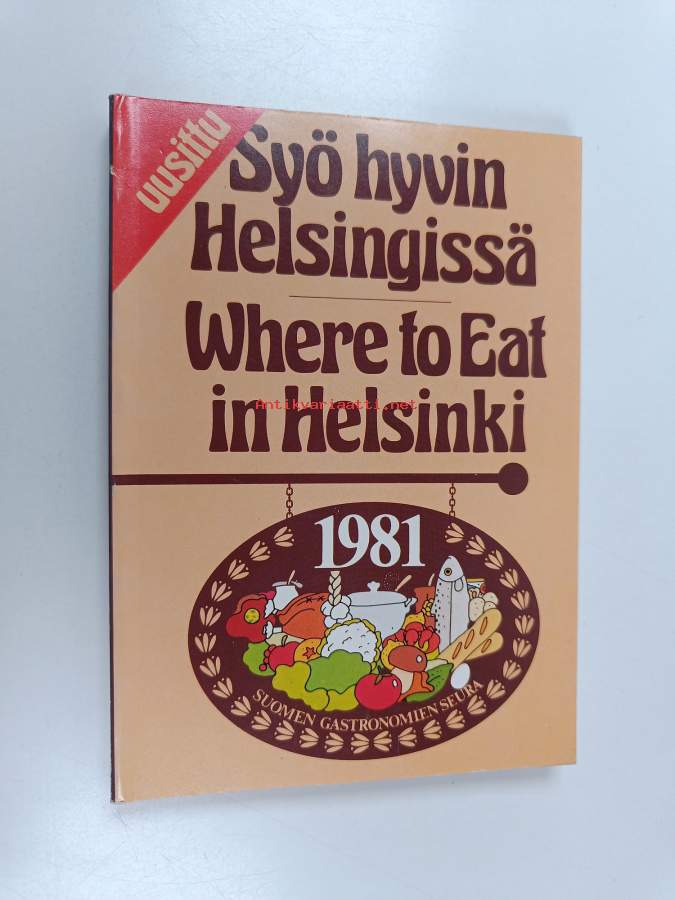 uusittu
Syö hyvin
Helsingissä
Where to Eat
in Helsinki
Antikvariaatti.net
1981
SUOMEN GASTRONOMIEN SEURA